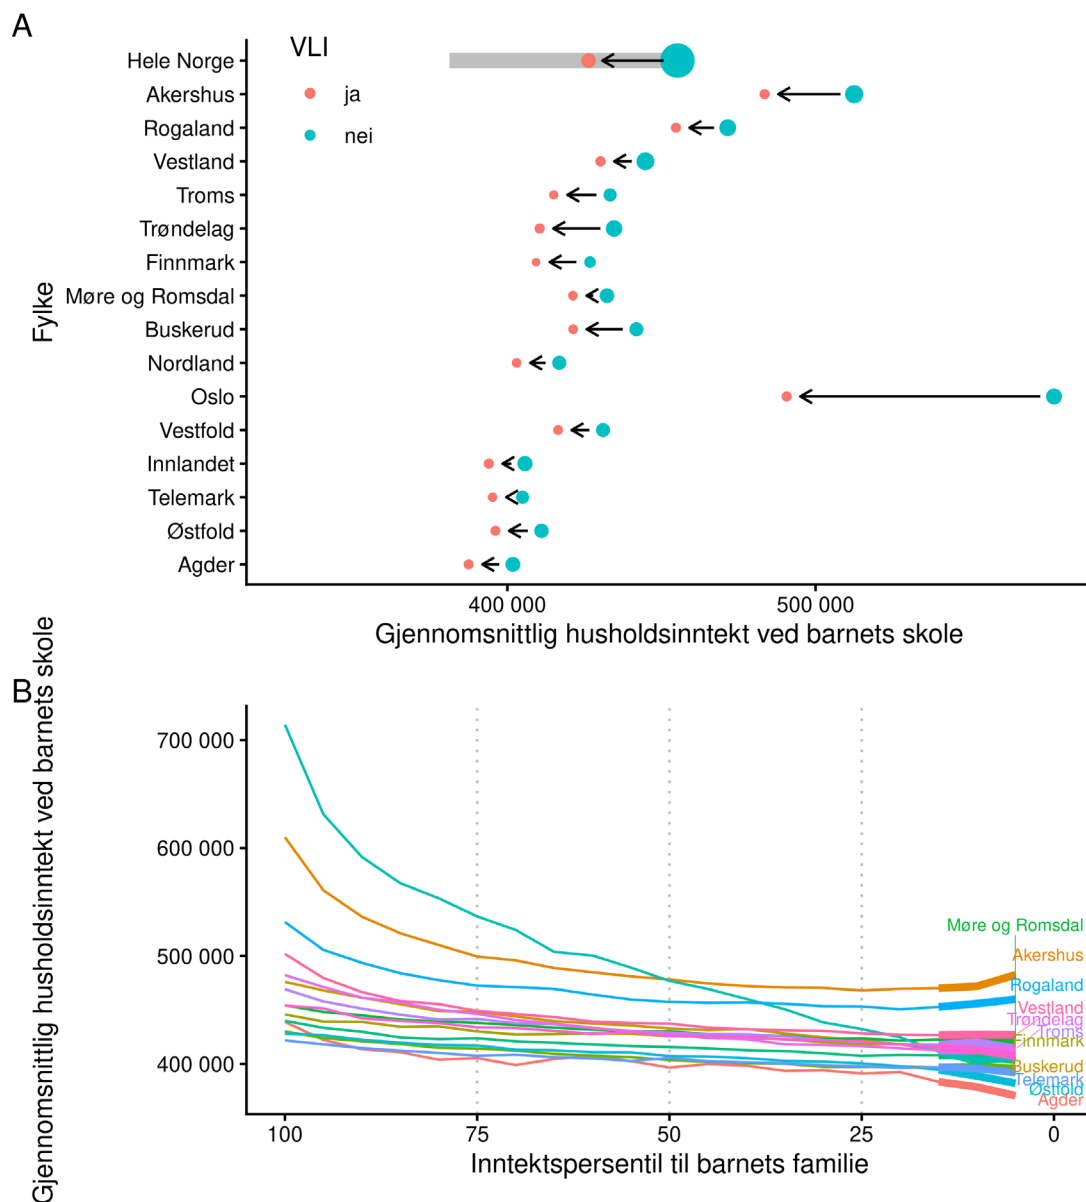 A
VLI
ja
nei
Hele Norge
Akershus
Rogaland
Vestland
Troms
Trøndelag
Finnmark
Møre og Romsdal
Buskerud
Nordland
Oslo
Vestfold
Innlandet
Telemark
Østfold
Agder
Fylke
400 000
500 000
Gjennomsnittlig husholdsinntekt ved barnets skole
B
Gjennomsnittlig husholdsinntekt ved barnets skole
700 000
600 000
500 000
400 000
Møre og Romsdal
Akershus
Rogaland
Vestland
Trøndelag
Troms
Finnmark
Buskerud
Telemark
Østfold
Agder
100
75
50
25
0
Inntektspersentil til barnets familie